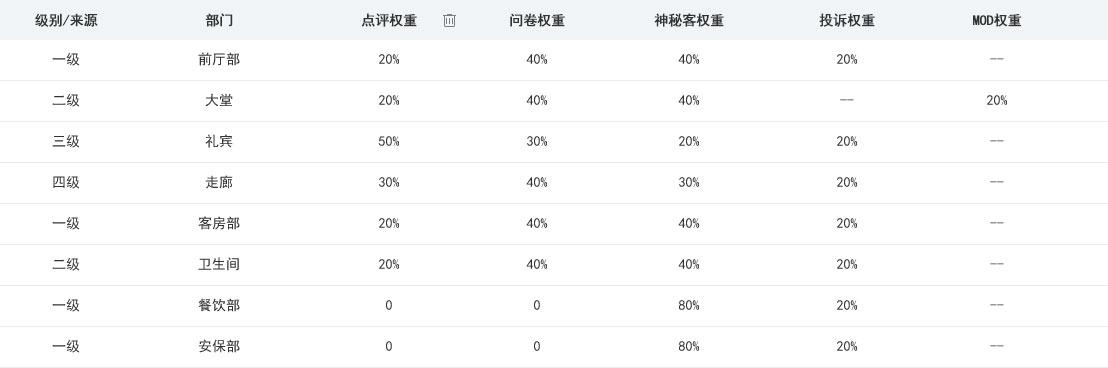 级别/来源 部门 点评权重 问卷权重 神秘客权重 投诉权重 MOD权重
一级 前厅部 20% 40% 40% 20% --
二级 大堂 20% 40% 40% -- 20%
三级 礼宾 50% 30% 20% 20% --
四级 走廊 30% 40% 30% 20% --
一级 客房部 20% 40% 40% 20% --
二级 卫生间 20% 40% 40% 20% --
一级 餐饮部 0 0 80% 20% --
一级 安保部 0 0 80% 20% --